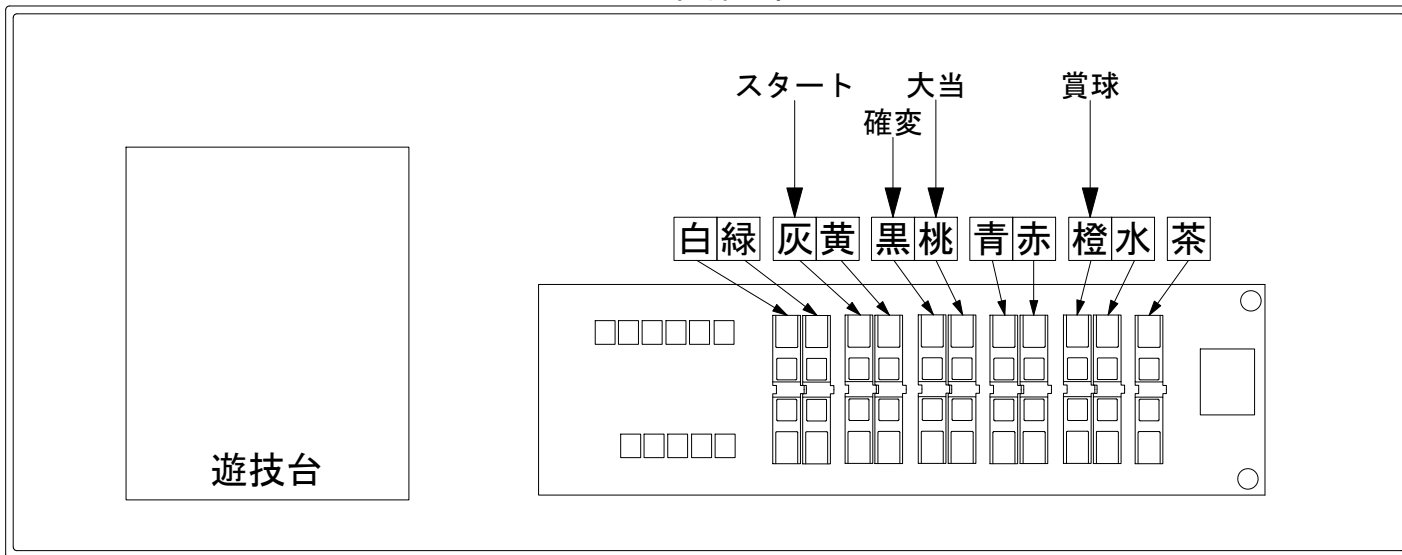 スタート
大当
賞球
確変
白 緑 灰 黄 黒 桃 青 赤 橙 水 茶
遊技台